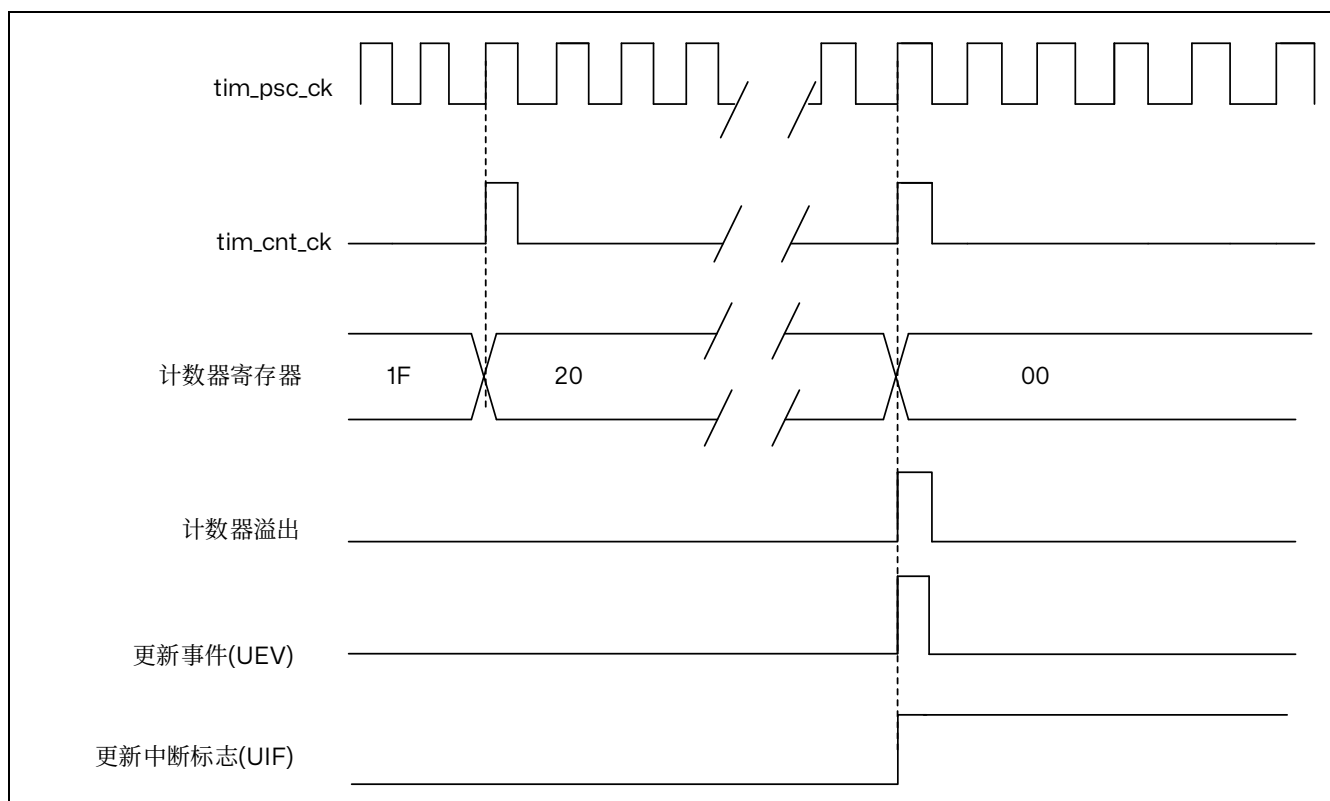 tim_psc_ck
tim_cnt_ck
计数器寄存器 1F 20 00
计数器溢出
更新事件(UEV)
更新中断标志(UIF)